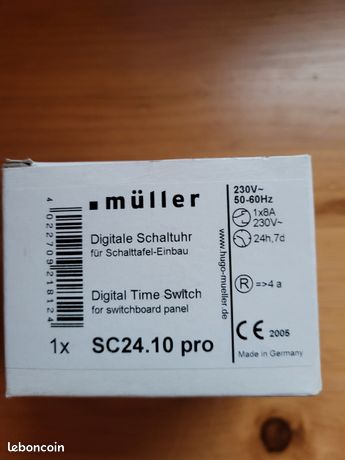 müller
Digitale Schaltuhr
für Schalttafel-Einbau
Digital Time Switch
for switchboard panel
1x SC24.10 pro
4 022709 218124
www.hugo-mueller.de
230V~
50-60Hz
1x8A
230V~
24h,7d
R =>4 a
CE 2005
Made in Germany
leboncoin